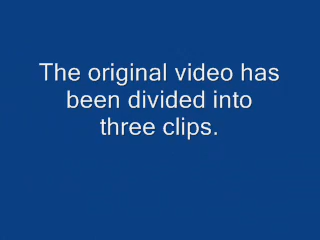 The original video has
been divided into
three clips.